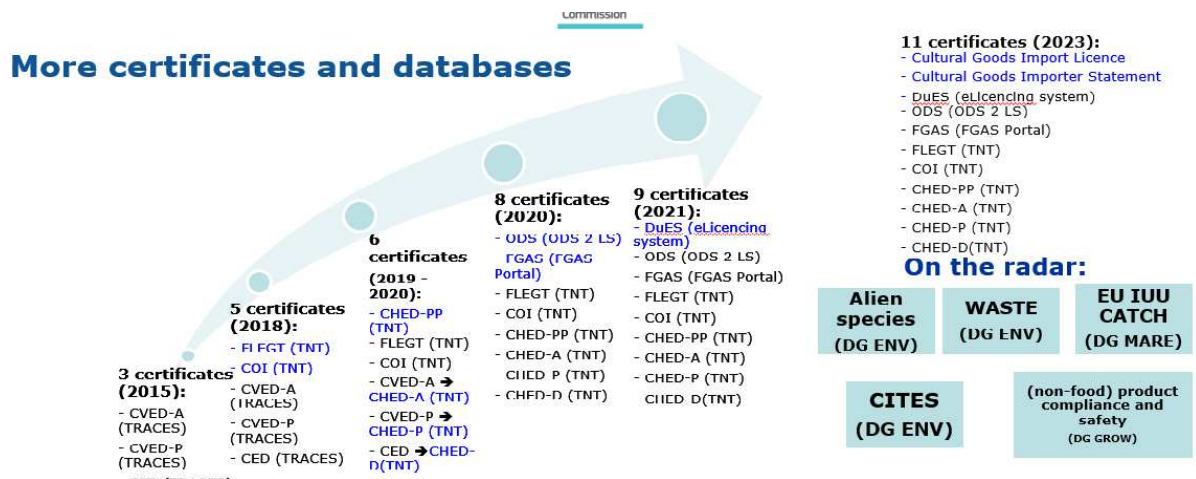 Commission
More certificates and databases
3 certificates
(2015):
- CVED-A
(TRACES)
- CVED-P
(TRACES)
5 certificates
(2018):
- FLEGT (TNT)
- COI (TNT)
- CVED-A
(TRACES)
- CVED-P
(TRACES)
- CED (TRACES)
6
certificates
(2019 -
2020):
- CHED-PP
(TNT)
- FLEGT (TNT)
- COI (TNT)
- CVED-A ➔
CHED-A (TNT)
- CVED-P ➔
CHED-P (TNT)
- CED ➔CHED-
D(TNT)
8 certificates
(2020):
- ODS (ODS 2 LS)
FGAS (FGAS
Portal)
- FLEGT (TNT)
- COI (TNT)
- CHED-PP (TNT)
- CHED-A (TNT)
CHED-P (TNT)
- CHED-D (TNT)
9 certificates
(2021):
- DuES (eLicencing
system)
- ODS (ODS 2 LS)
- FGAS (FGAS Portal)
- FLEGT (TNT)
- COI (TNT)
- CHED-PP (TNT)
- CHED-A (TNT)
- CHED-P (TNT)
CHED-D(TNT)
11 certificates (2023):
- Cultural Goods Import Licence
- Cultural Goods Importer Statement
- DuES (eLicencing system)
- ODS (ODS 2 LS)
- FGAS (FGAS Portal)
- FLEGT (TNT)
- COI (TNT)
- CHED-PP (TNT)
- CHED-A (TNT)
- CHED-P (TNT)
- CHED-D(TNT)
On the radar:
Alien
species
(DG ENV)
WASTE
(DG ENV)
EU IUU
CATCH
(DG MARE)
CITES
(DG ENV)
(non-food) product
compliance and
safety
(DG GROW)